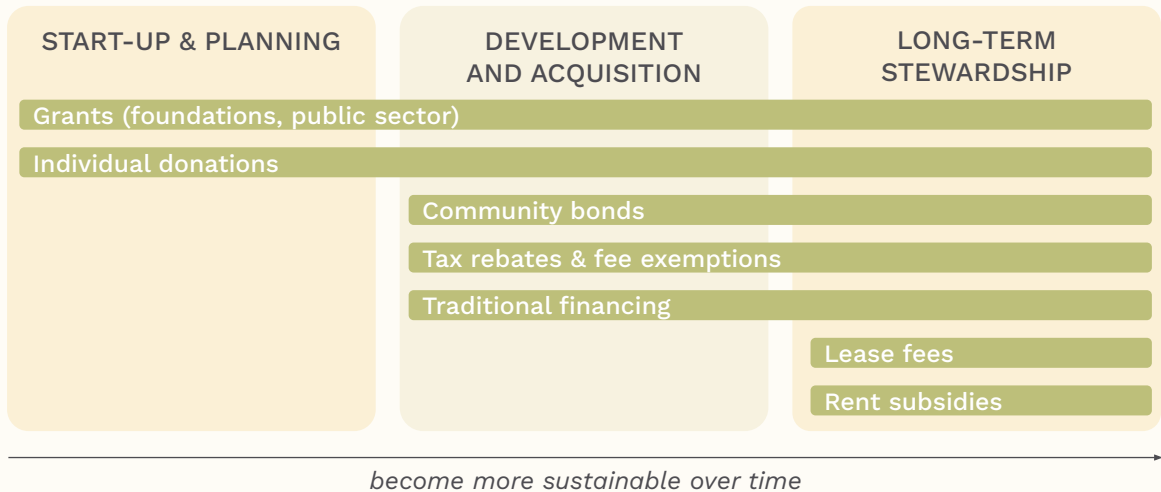 START-UP & PLANNING
DEVELOPMENT
AND ACQUISITION
LONG-TERM
STEWARDSHIP
Grants (foundations, public sector)
Individual donations
Community bonds
Tax rebates & fee exemptions
Traditional financing
Lease fees
Rent subsidies
become more sustainable over time